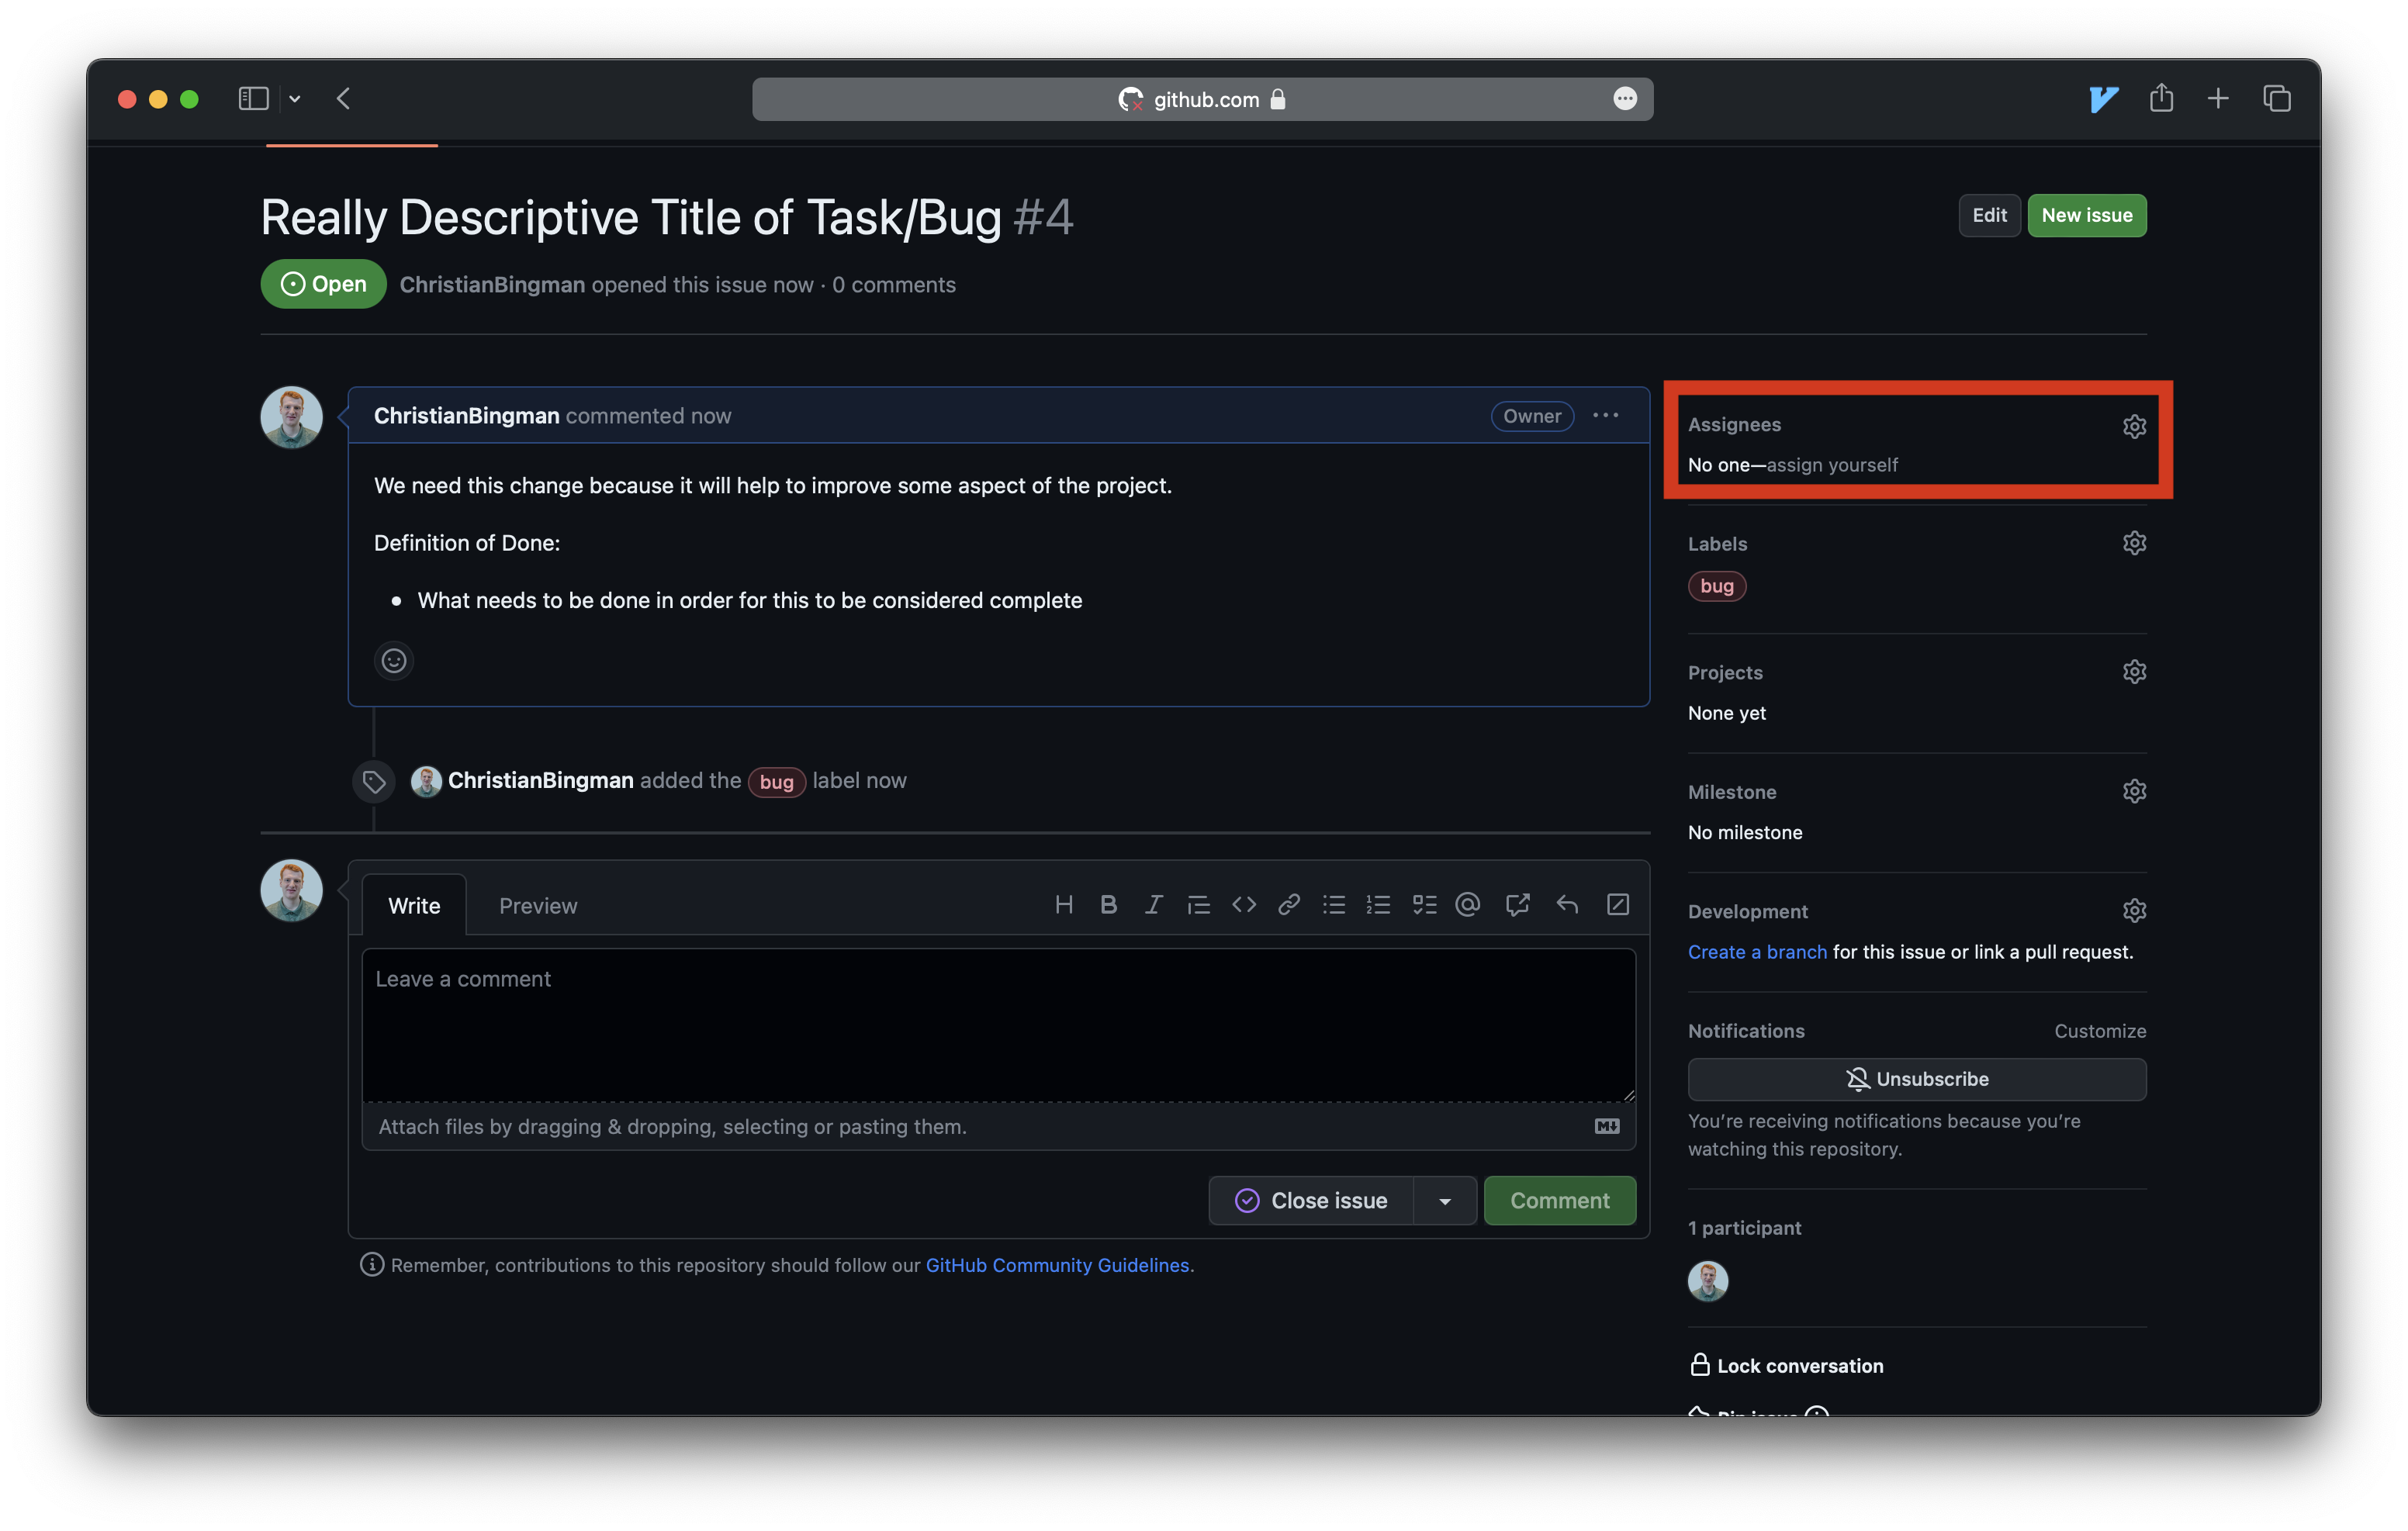 github.com
Really Descriptive Title of Task/Bug #4
Edit
New issue
Open
ChristianBingman opened this issue now · 0 comments
ChristianBingman commented now
Owner
We need this change because it will help to improve some aspect of the project.
Definition of Done:
• What needs to be done in order for this to be considered complete
ChristianBingman added the bug label now
Write
Preview
Leave a comment
Attach files by dragging & dropping, selecting or pasting them.
Close issue
Comment
Remember, contributions to this repository should follow our GitHub Community Guidelines.
Assignees
No one—assign yourself
Labels
bug
Projects
None yet
Milestone
No milestone
Development
Create a branch for this issue or link a pull request.
Notifications
Customize
Unsubscribe
You're receiving notifications because you're
watching this repository.
1 participant
Lock conversation
Pin issue